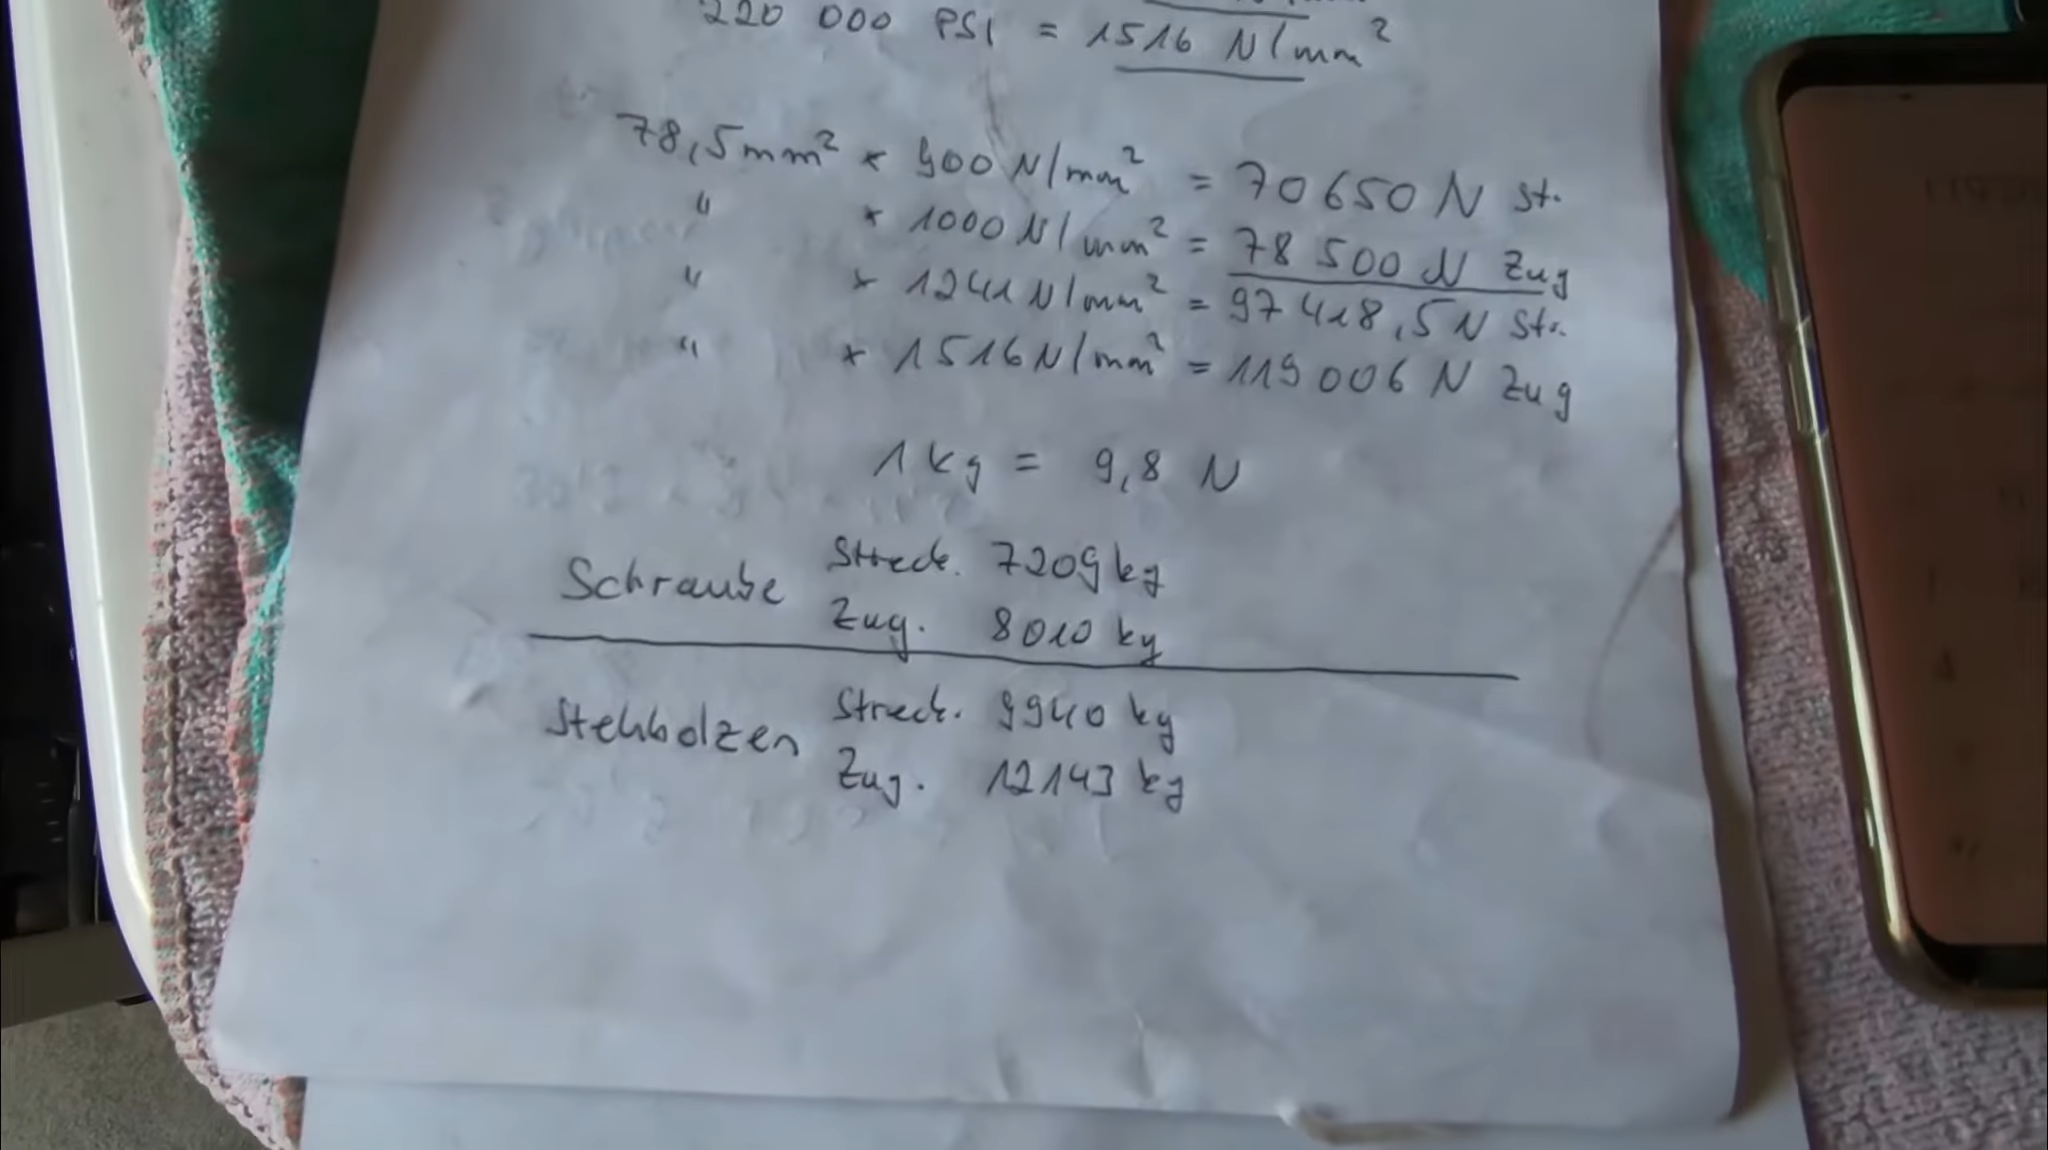 220 000 PSI = 1516 N/mm²
78,5mm² * 900 N/mm² = 70650 N St.
" * 1000 N/mm² = 78 500 N Zug
" * 1241 N/mm² = 97 418,5 N Str.
" * 1516 N/mm² = 119 006 N Zug
1 kg = 9,8 N
Schraube Streck. 7209 kg
Zug. 8010 kg
Stehbolzen Streck. 9940 kg
Zug. 12143 kg